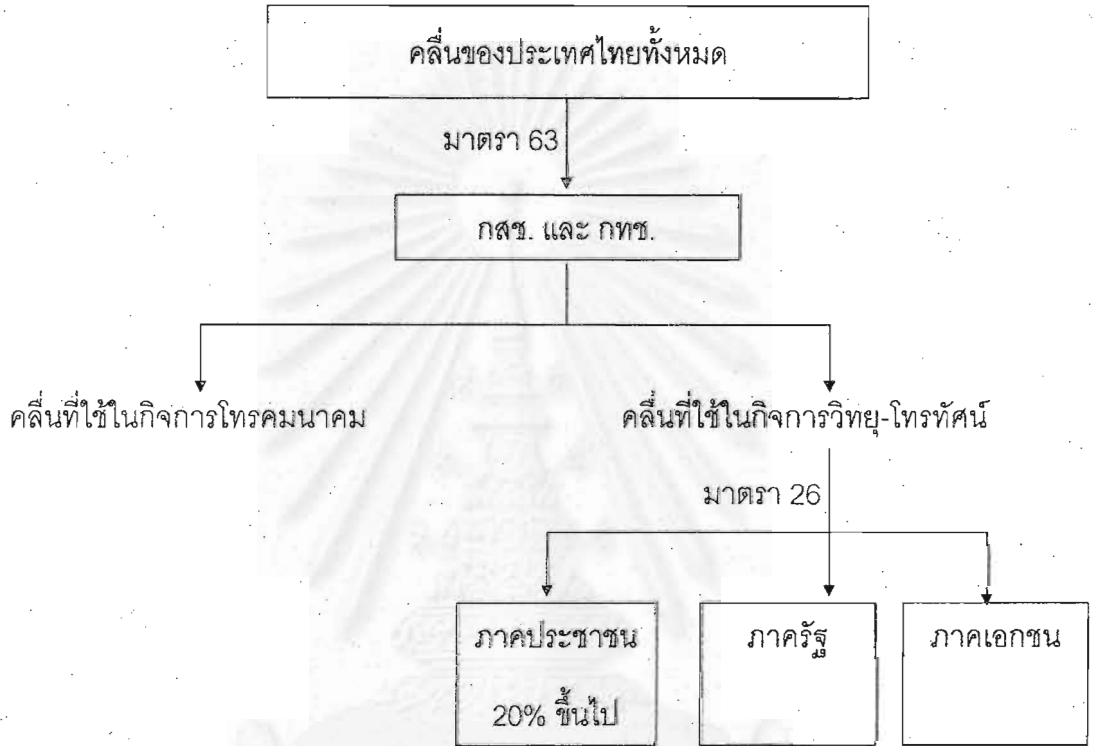 คลื่นของประเทศไทยทั้งหมด
มาตรา 63
กสช. และ กทช.
คลื่นที่ใช้ในกิจการโทรคมนาคม
คลื่นที่ใช้ในกิจการวิทยุ-โทรทัศน์
มาตรา 26
ภาคประชาชน
20% ขึ้นไป
ภาครัฐ
ภาคเอกชน